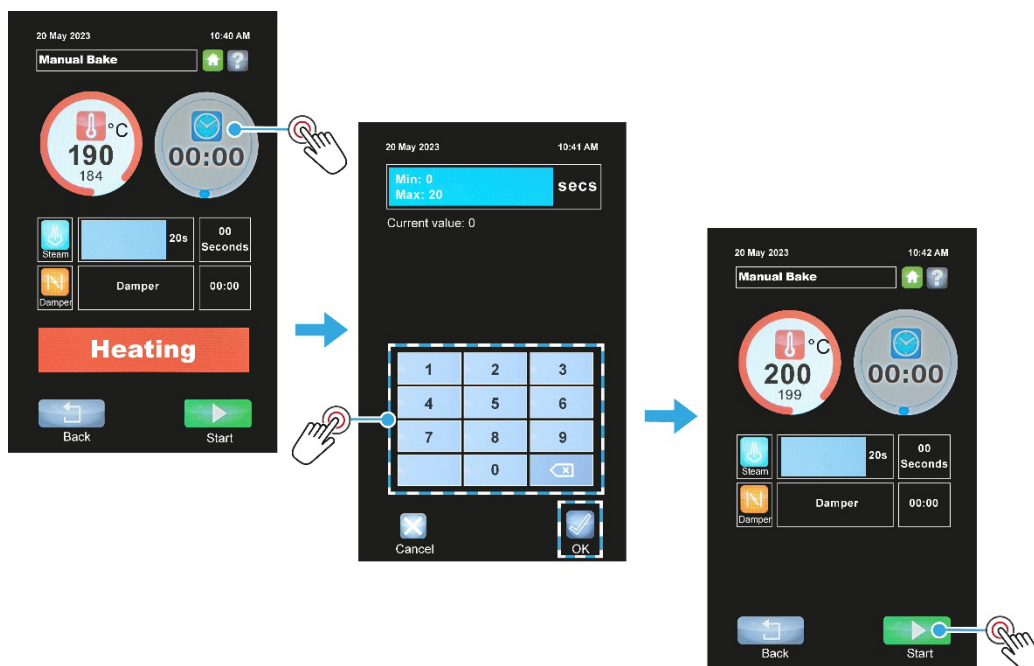 20 May 2023 10:40 AM
Manual Bake ?
°C
190
184
00:00
Steam 20s 00 Seconds
Damper Damper 00:00
Heating
Back Start
20 May 2023 10:41 AM
Min: 0
Max: 20
secs
Current value: 0
1 2 3
4 5 6
7 8 9
0
Cancel OK
20 May 2023 10:42 AM
Manual Bake ?
°C
200
199
00:00
Steam 20s 00 Seconds
Damper Damper 00:00
Back Start